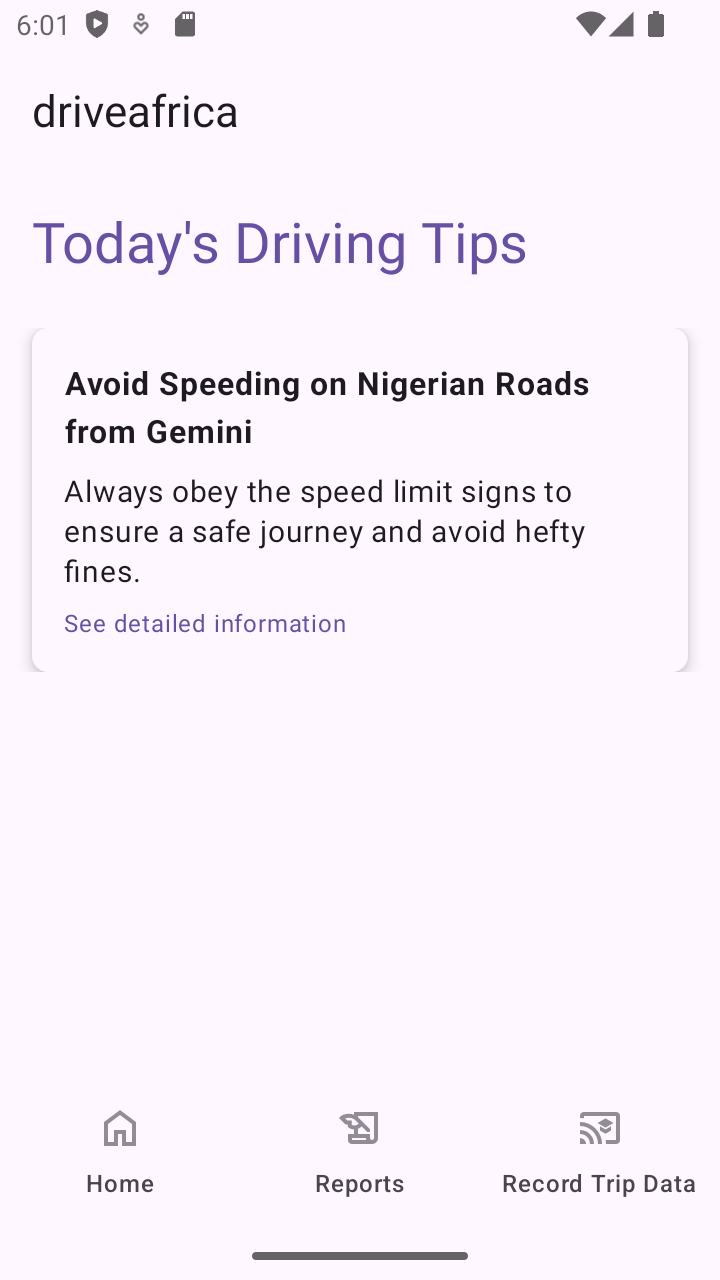 6:01
driveafrica
Today's Driving Tips
Avoid Speeding on Nigerian Roads
from Gemini
Always obey the speed limit signs to
ensure a safe journey and avoid hefty
fines.
See detailed information
Home
Reports
Record Trip Data